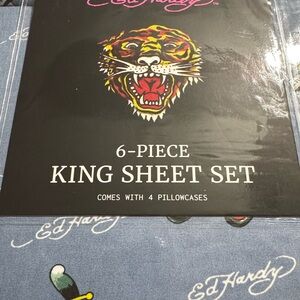 Ed Hardy
6-PIECE
KING SHEET SET
COMES WITH 4 PILLOWCASES
Ed Hardy
Ed Hardy